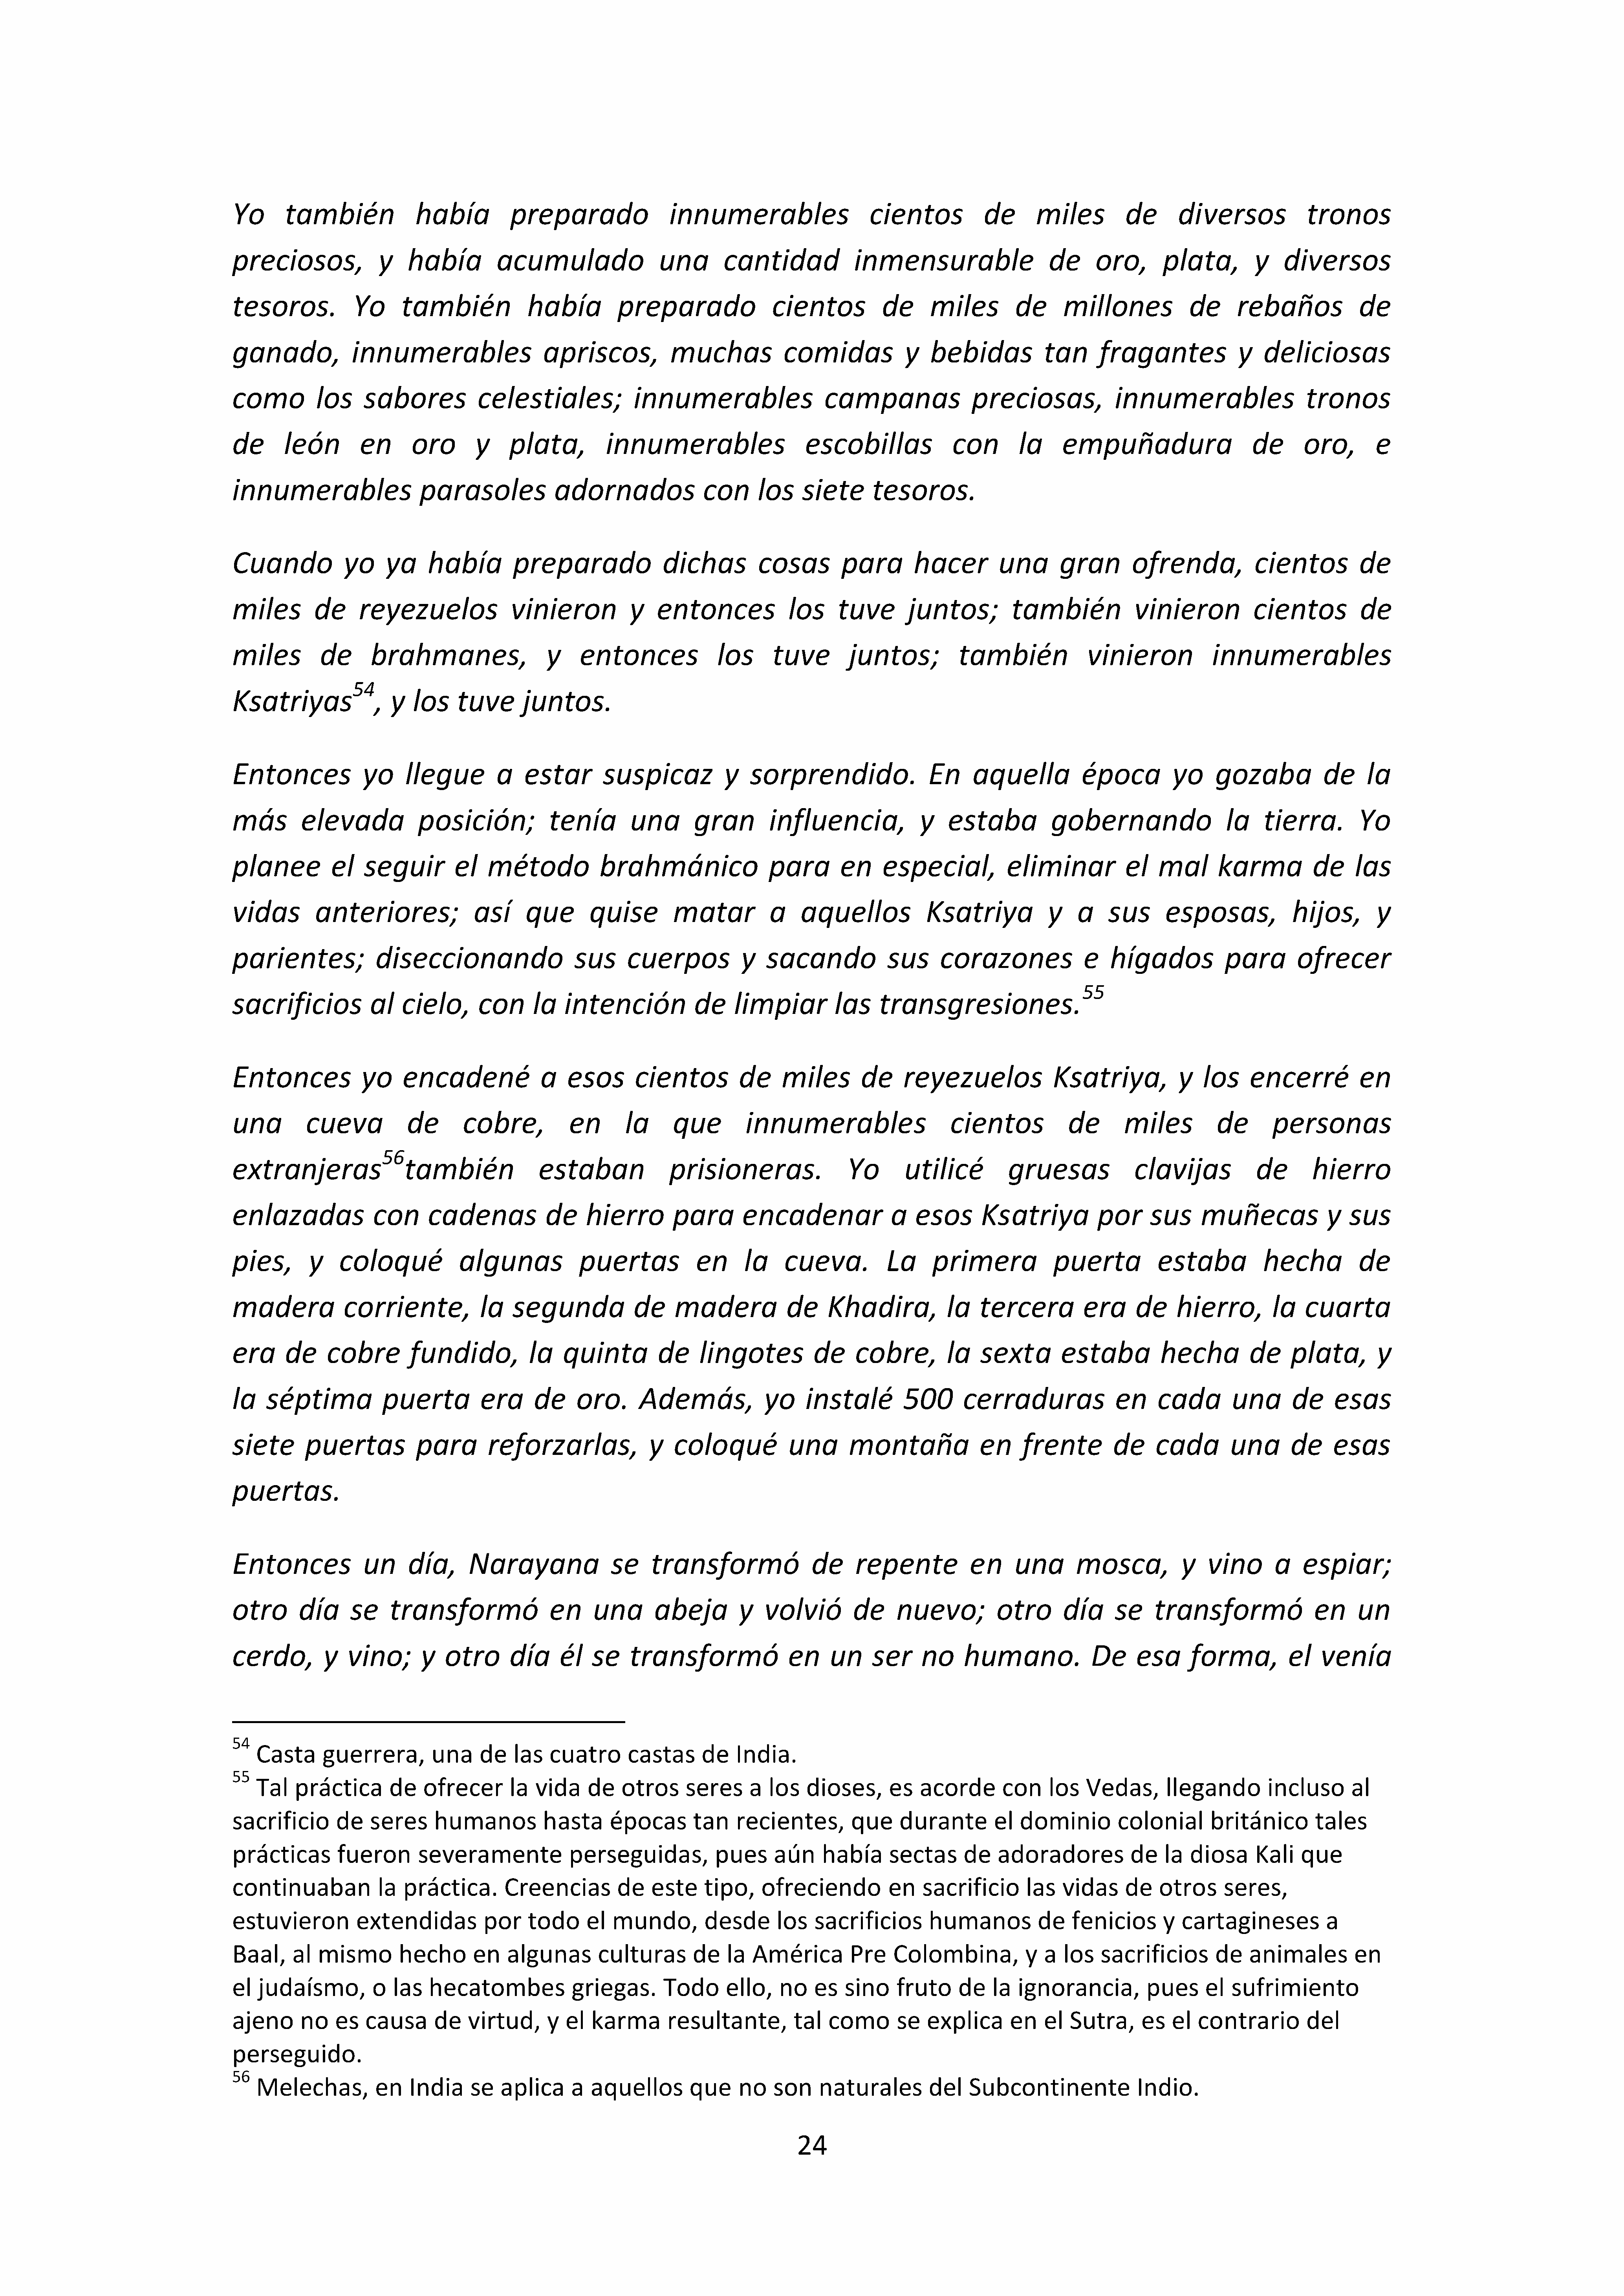 Yo también había preparado innumerables cientos de miles de diversos tronos
preciosos, y había acumulado una cantidad inmensurable de oro, plata, y diversos
tesoros. Yo también había preparado cientos de miles de millones de rebaños de
ganado, innumerables apriscos, muchas comidas y bebidas tan fragantes y deliciosas
como los sabores celestiales; innumerables campanas preciosas, innumerables tronos
de león en oro y plata, innumerables escobillas con la empuñadura de oro, e
innumerables parasoles adornados con los siete tesoros.
Cuando yo ya había preparado dichas cosas para hacer una gran ofrenda, cientos de
miles de reyezuelos vinieron y entonces los tuve juntos; también vinieron cientos de
miles de brahmanes, y entonces los tuve juntos; también vinieron innumerables
Ksatriyas54, y los tuve juntos.
Entonces yo llegue a estar suspicaz y sorprendido. En aquella época yo gozaba de la
más elevada posición; tenía una gran influencia, y estaba gobernando la tierra. Yo
planee el seguir el método brahmánico para en especial, eliminar el mal karma de las
vidas anteriores; así que quise matar a aquellos Ksatriya y a sus esposas, hijos, y
parientes; diseccionando sus cuerpos y sacando sus corazones e hígados para ofrecer
sacrificios al cielo, con la intención de limpiar las transgresiones.55
Entonces yo encadené a esos cientos de miles de reyezuelos Ksatriya, y los encerré en
una cueva de cobre, en la que innumerables cientos de miles de personas
extranjeras56también estaban prisioneras. Yo utilicé gruesas clavijas de hierro
enlazadas con cadenas de hierro para encadenar a esos Ksatriya por sus muñecas y sus
pies, y coloqué algunas puertas en la cueva. La primera puerta estaba hecha de
madera corriente, la segunda de madera de Khadira, la tercera era de hierro, la cuarta
era de cobre fundido, la quinta de lingotes de cobre, la sexta estaba hecha de plata, y
la séptima puerta era de oro. Además, yo instalé 500 cerraduras en cada una de esas
siete puertas para reforzarlas, y coloqué una montaña en frente de cada una de esas
puertas.
Entonces un día, Narayana se transformó de repente en una mosca, y vino a espiar;
otro día se transformó en una abeja y volvió de nuevo; otro día se transformó en un
cerdo, y vino; y otro día él se transformó en un ser no humano. De esa forma, el venía
54 Casta guerrera, una de las cuatro castas de India.
55 Tal práctica de ofrecer la vida de otros seres a los dioses, es acorde con los Vedas, llegando incluso al
sacrificio de seres humanos hasta épocas tan recientes, que durante el dominio colonial británico tales
prácticas fueron severamente perseguidas, pues aún había sectas de adoradores de la diosa Kali que
continuaban la práctica. Creencias de este tipo, ofreciendo en sacrificio las vidas de otros seres,
estuvieron extendidas por todo el mundo, desde los sacrificios humanos de fenicios y cartagineses a
Baal, al mismo hecho en algunas culturas de la América Pre Colombina, y a los sacrificios de animales en
el judaísmo, o las hecatombes griegas. Todo ello, no es sino fruto de la ignorancia, pues el sufrimiento
ajeno no es causa de virtud, y el karma resultante, tal como se explica en el Sutra, es el contrario del
perseguido.
56 Melechas, en India se aplica a aquellos que no son naturales del Subcontinente Indio.
24